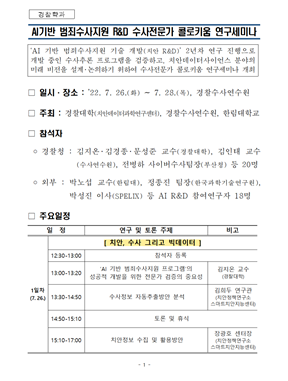 경찰학과
AI기반 범죄수사지원 R&D 수사전문가 콜로키움 연구세미나
'AI 기반 범죄수사지원 기술 개발(치안 R&D)' 2년차 연구 진행으로
개발 중인 수사추론 프로그램을 검증하고, 치안데이터사이언스 분야의
미래 비전을 설계·논의하기 위하여 수사전문가 콜로키움 연구세미나 개최
□ 일시·장소 : '22. 7. 26.(화) ~ 7. 28.(목), 경찰수사연수원
□ 주최 : 경찰대학(치안데이터과학연구센터), 경찰수사연수원, 한림대학교
□ 참석자
○ 경찰청 : 김지온·김경종·문성준 교수(경찰대학), 김인태 교수
(수사연수원), 전병하 사이버수사팀장(부산청) 등 20명
○ 외부 : 박노섭 교수(한림대), 정종진 팀장(한국과학기술연구원),
박성진 이사(SPELIX) 등 AI R&D 참여연구자 18명
□ 주요일정
일 정 연구 및 토론 주제 비고
[ 치안, 수사 그리고 빅데이터 ]
12:30-13:00 참석자 등록
13:00-13:20 'AI 기반 범죄수사지원 프로그램'의
성공적 개발을 위한 전문가 검증의 중요성 김지온 교수
(경찰대학)
1일차
(7. 26.)
13:30-14:50 수사정보 자동추출방안 분석 김희두 연구관
(치안정책연구소
스마트치안지능센터)
14:50-15:10 토론 및 휴식
15:10-17:00 치안정보 수집 및 활용방안 장광호 센터장
(치안정책연구소
스마트치안지능센터)
- 1 -